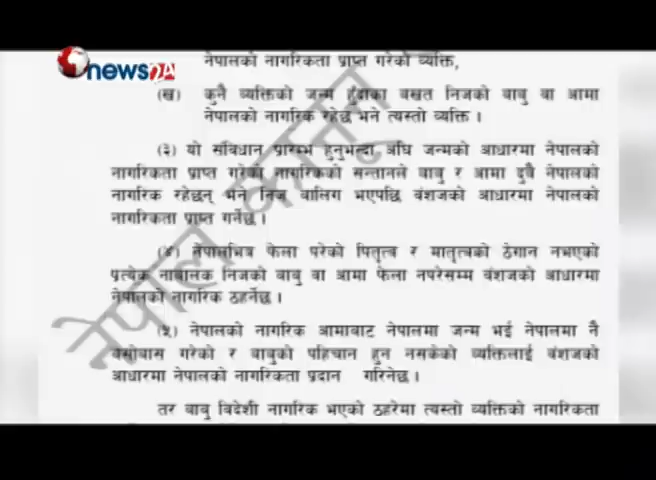 नेपालको नागरिकता प्राप्त गरेको व्यक्ति,
news24
(ख) कुनै व्यक्तिको जन्म हुँदाका बखत निजको बाबु वा आमा
नेपालको नागरिक रहेछ भने त्यस्तो व्यक्ति ।
(३) यो संविधान प्रारम्भ हुनुभन्दा अघि जन्मको आधारमा नेपालको
नागरिकता प्राप्त गरेको नागरिकको सन्तानले बाबु र आमा दुवै नेपालको
नागरिक रहेछन् भने निज बालिग भएपछि वंशजको आधारमा नेपालको
नागरिकता प्राप्त गर्नेछ ।
(४) नेपालभित्र फेला परेको पितृत्व र मातृत्वको ठेगान नभएको
प्रत्येक नाबालक निजको बाबु वा आमा फेला नपरेसम्म वंशजको आधारमा
नेपालको नागरिक ठहर्नेछ ।
(५) नेपालको नागरिक आमाबाट नेपालमा जन्म भई नेपालमा नै
बसोबास गरेको र बाबुको पहिचान हुन नसकेको व्यक्तिलाई वंशजको
आधारमा नेपालको नागरिकता प्रदान गरिनेछ ।
तर बाबु विदेशी नागरिक भएको ठहरेमा त्यस्तो व्यक्तिको नागरिकता
नेपाल कानून